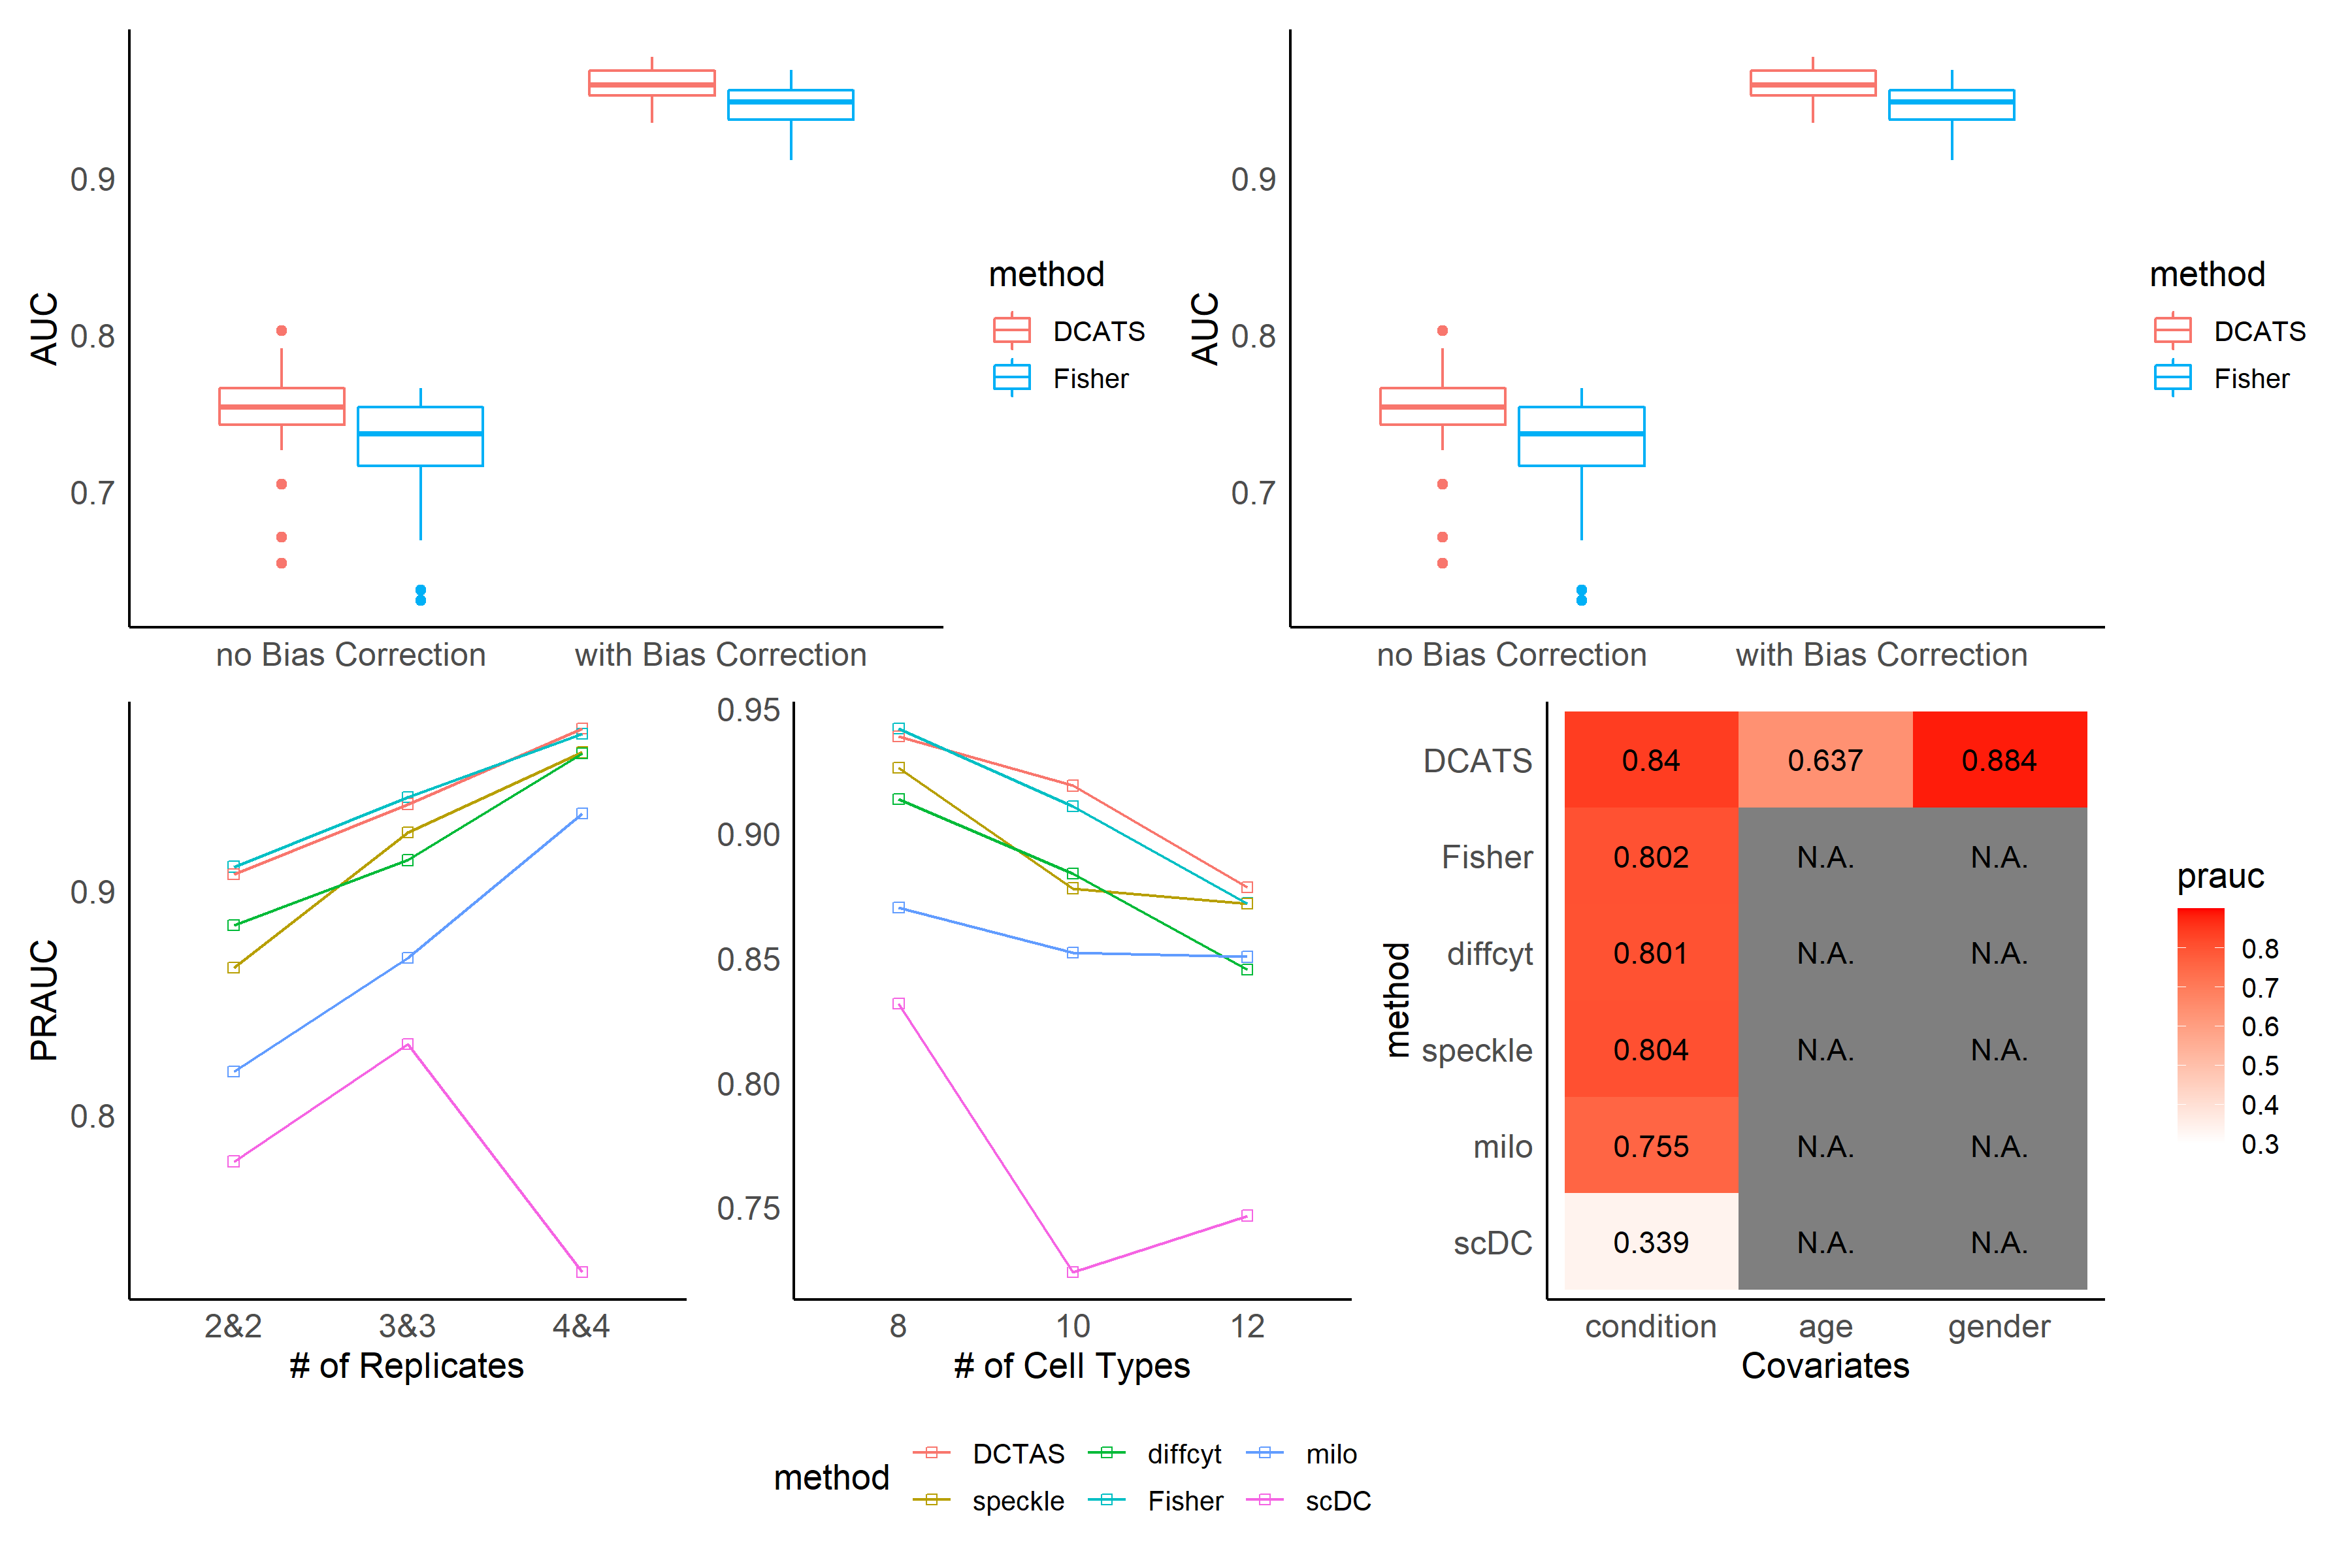 AUC
0.9
0.8
0.7
no Bias Correction
with Bias Correction
method
DCATS
Fisher
AUC
0.9
0.8
0.7
no Bias Correction
with Bias Correction
method
DCATS
Fisher
PRAUC
0.9
0.8
2&2
3&3
4&4
# of Replicates
0.95
0.90
0.85
0.80
0.75
8
10
12
# of Cell Types
method
DCATS 0.84 0.637 0.884
Fisher 0.802 N.A. N.A.
diffcyt 0.801 N.A. N.A.
speckle 0.804 N.A. N.A.
milo 0.755 N.A. N.A.
scDC 0.339 N.A. N.A.
condition age gender
Covariates
prauc
0.8
0.7
0.6
0.5
0.4
0.3
method
DCTAS diffcyt milo
speckle Fisher scDC